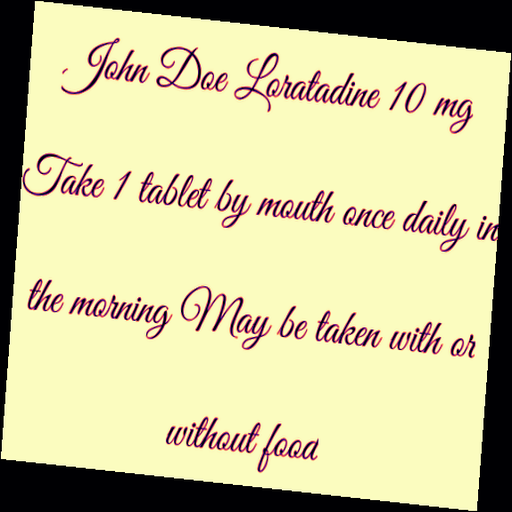 John Doe Loratadine 10 mg
Take 1 tablet by mouth once daily in
the morning May be taken with or
without food